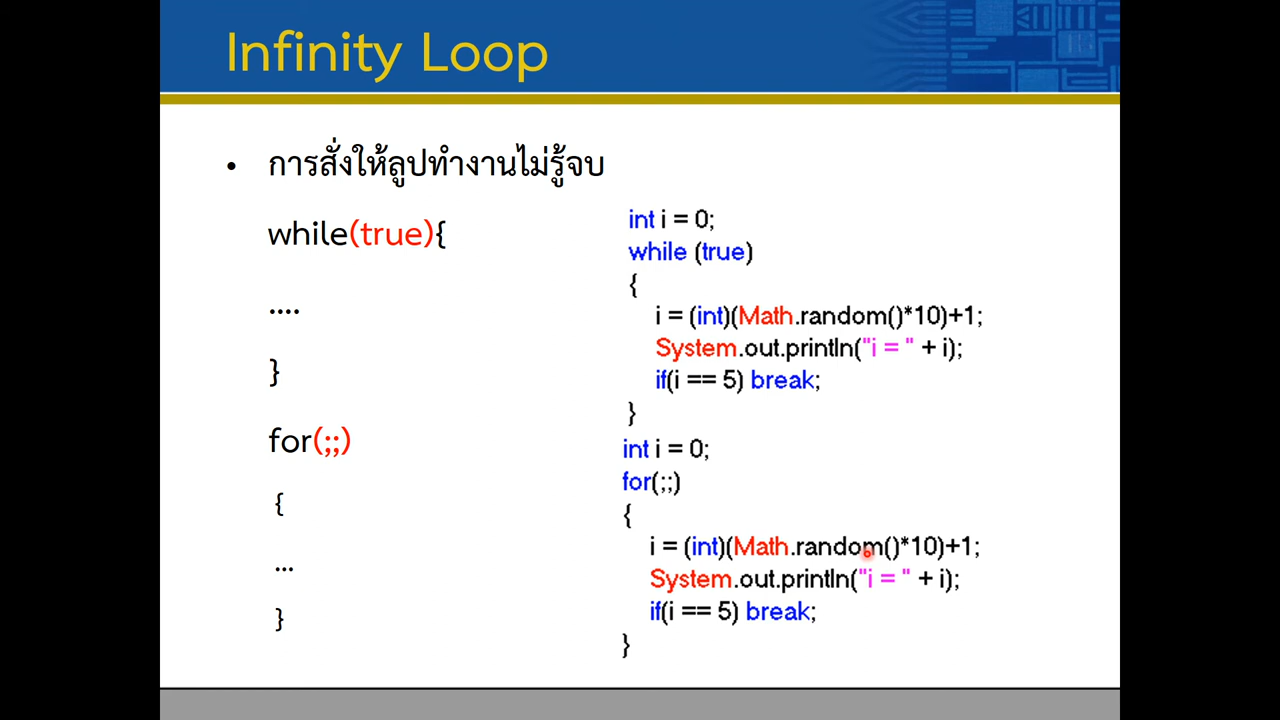 Infinity Loop
• การสั่งให้ลูปทำงานไม่รู้จบ
while(true){
....
}
for(;;)
{
...
}
int i = 0;
while (true)
{
i = (int)(Math.random()*10)+1;
System.out.println("i = " + i);
if(i == 5) break;
}
int i = 0;
for(;;)
{
i = (int)(Math.random()*10)+1;
System.out.println("i = " + i);
if(i == 5) break;
}